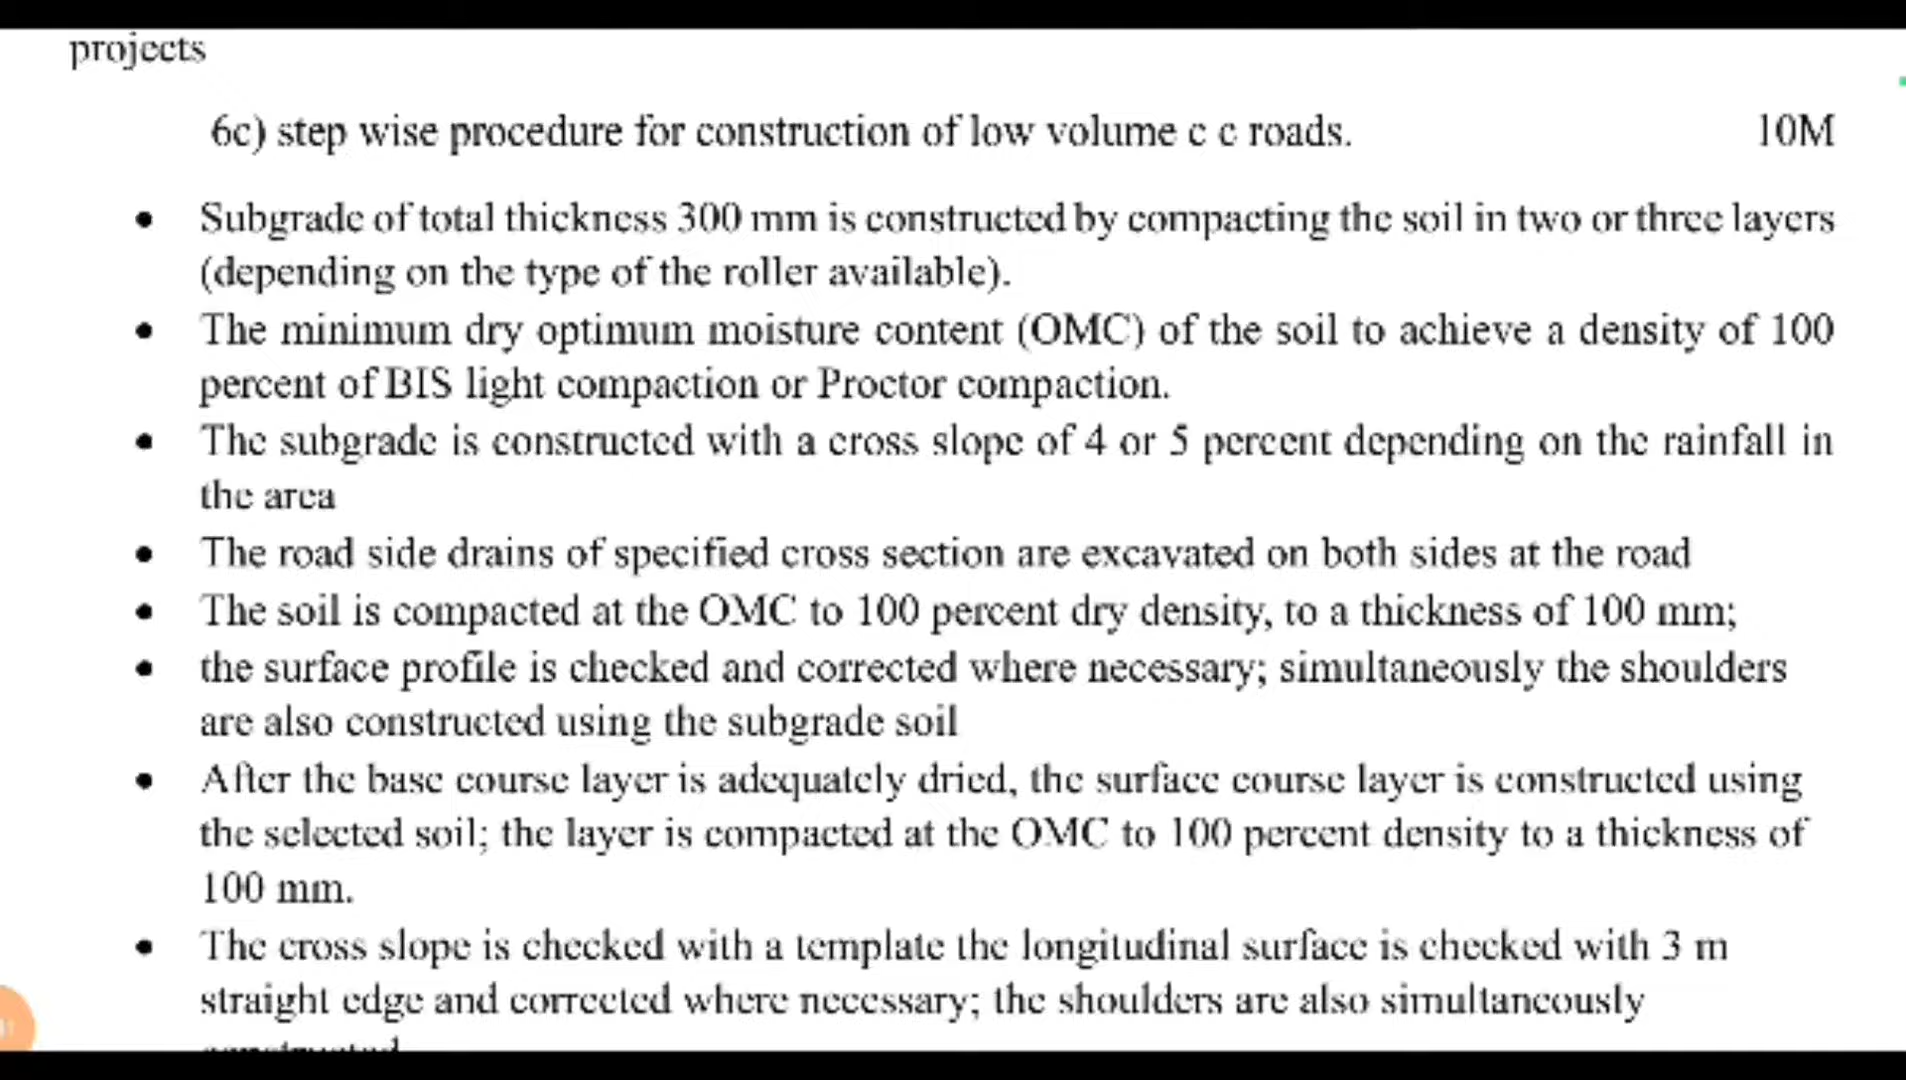 projects
6c) step wise procedure for construction of low volume c c roads. 10M
• Subgrade of total thickness 300 mm is constructed by compacting the soil in two or three layers
(depending on the type of the roller available).
• The minimum dry optimum moisture content (OMC) of the soil to achieve a density of 100
percent of BIS light compaction or Proctor compaction.
• The subgrade is constructed with a cross slope of 4 or 5 percent depending on the rainfall in
the area
• The road side drains of specified cross section are excavated on both sides at the road
• The soil is compacted at the OMC to 100 percent dry density, to a thickness of 100 mm;
• the surface profile is checked and corrected where necessary; simultaneously the shoulders
are also constructed using the subgrade soil
• After the base course layer is adequately dried, the surface course layer is constructed using
the selected soil; the layer is compacted at the OMC to 100 percent density to a thickness of
100 mm.
• The cross slope is checked with a template the longitudinal surface is checked with 3 m
straight edge and corrected where necessary; the shoulders are also simultaneously